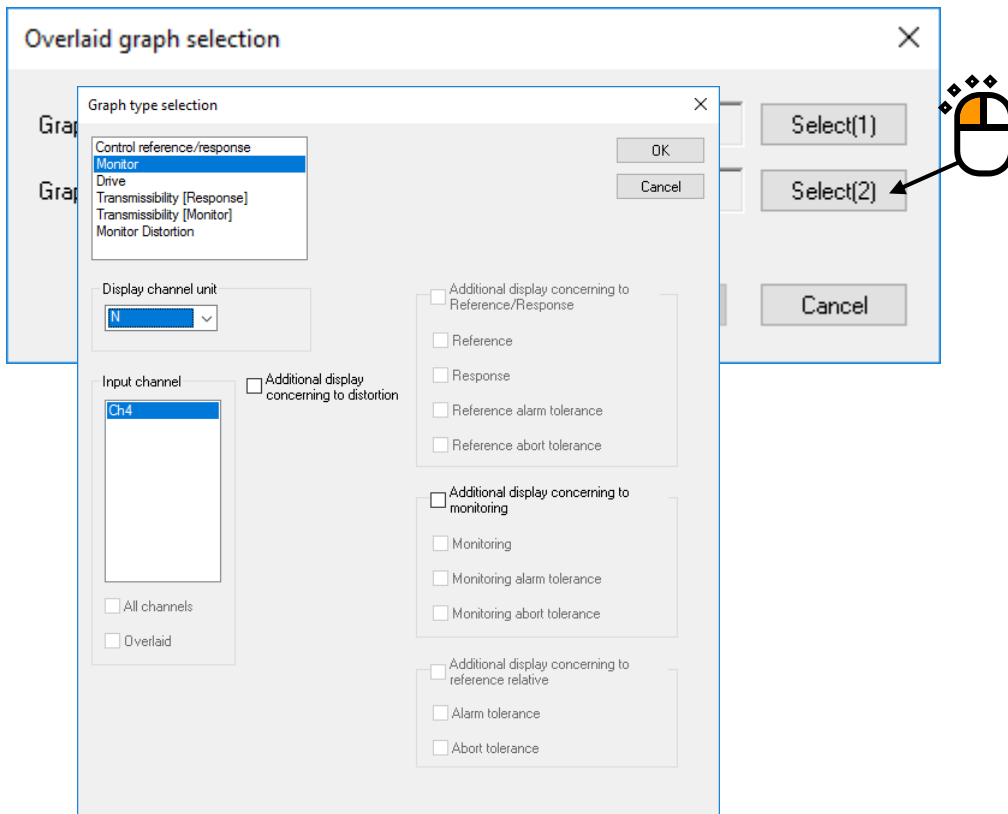 Overlaid graph selection
Graph type selection
Grap
Select(1)
Control reference/response
Monitor
Drive
Transmissibility [Response]
Transmissibility [Monitor]
Monitor Distortion
OK
Cancel
Grap
Select(2)
Cancel
Display channel unit
N
Input channel
Ch4
All channels
Overlaid
Additional display
concerning to distortion
Additional display concerning to
Reference/Response
Reference
Response
Reference alarm tolerance
Reference abort tolerance
Additional display concerning to
monitoring
Monitoring
Monitoring alarm tolerance
Monitoring abort tolerance
Additional display concerning to
reference relative
Alarm tolerance
Abort tolerance